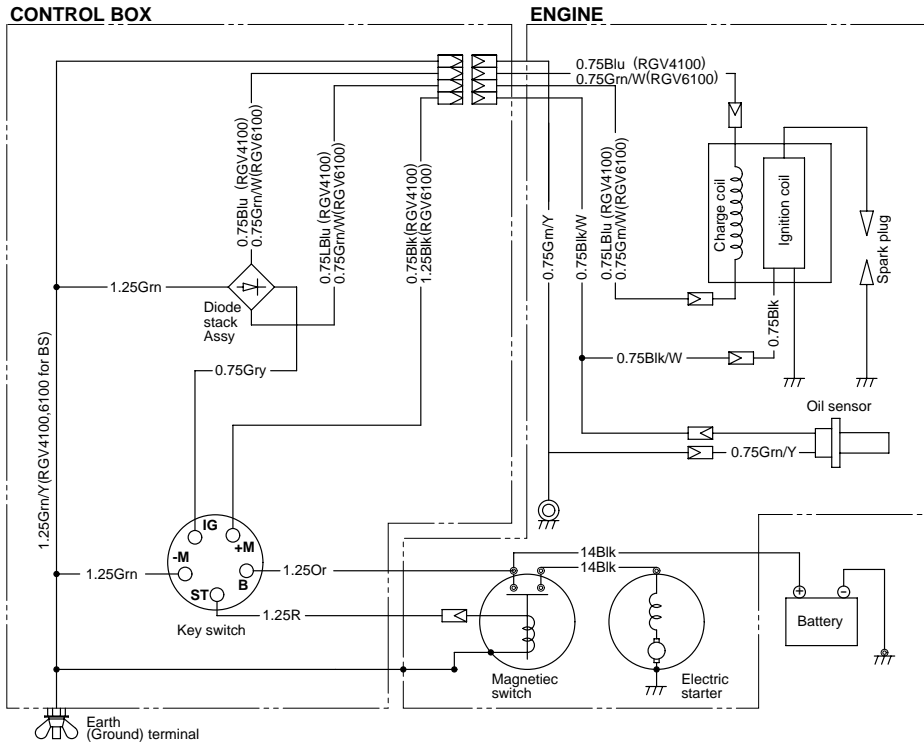 CONTROL BOX
ENGINE
0.75Blu (RGV4100)
0.75Grn/W(RGV6100)
0.75Blu (RGV4100)
0.75Grn/W(RGV6100)
0.75LBlu (RGV4100)
0.75Grn/W(RGV6100)
0.75Blk(RGV4100)
1.25Blk(RGV6100)
0.75Grn/Y
0.75Blk/W
0.75LBlu (RGV4100)
0.75Grn/W(RGV6100)
Charge coil
Ignition coil
Spark plug
1.25Grn
Diode
stack
Assy
0.75Gry
0.75Blk
0.75Blk/W
Oil sensor
0.75Grn/Y
1.25Grn/Y(RGV4100,6100 for BS)
IG
+M
-M
B
ST
1.25Grn
1.25Or
1.25R
Key switch
14Blk
14Blk
+
-
Battery
Magnetiec
switch
Electric
starter
Earth
(Ground) terminal